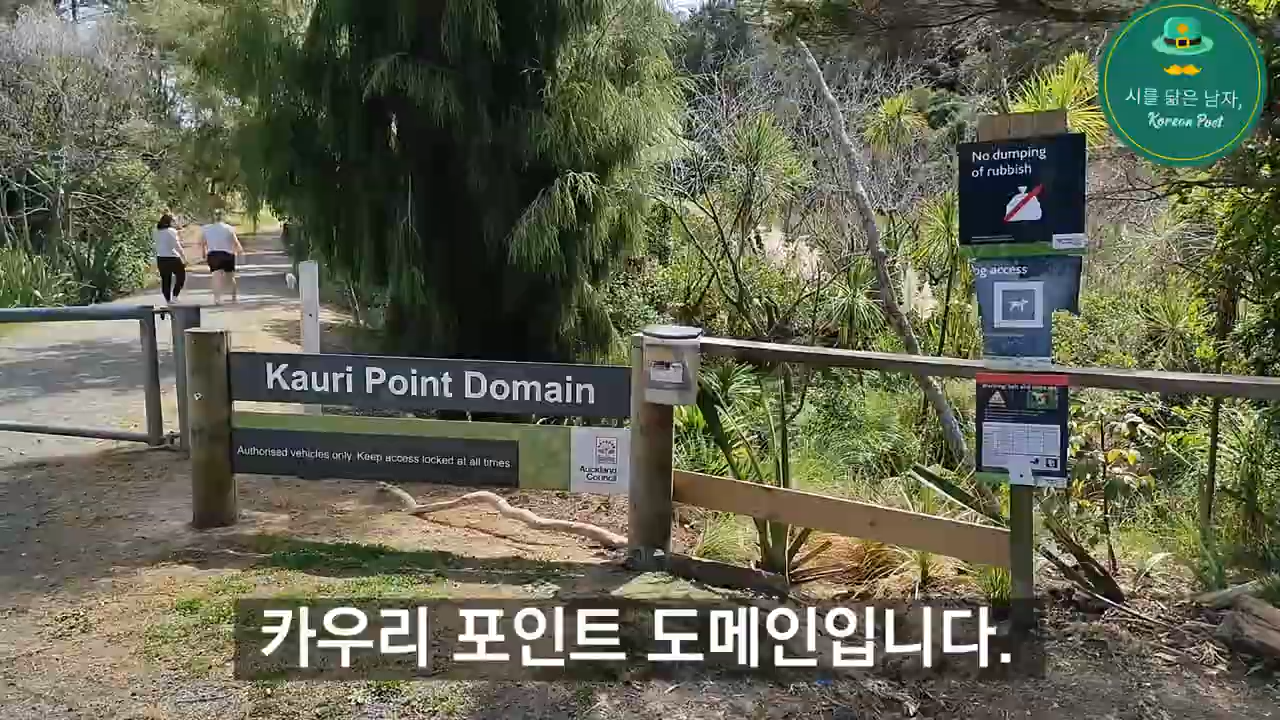 시를 닮은 남자,
Korean Poet
No dumping
of rubbish
og access
Kauri Point Domain
Authorised vehicles only. Keep access locked at all times.
Auckland
Council
카우리 포인트 도메인입니다.